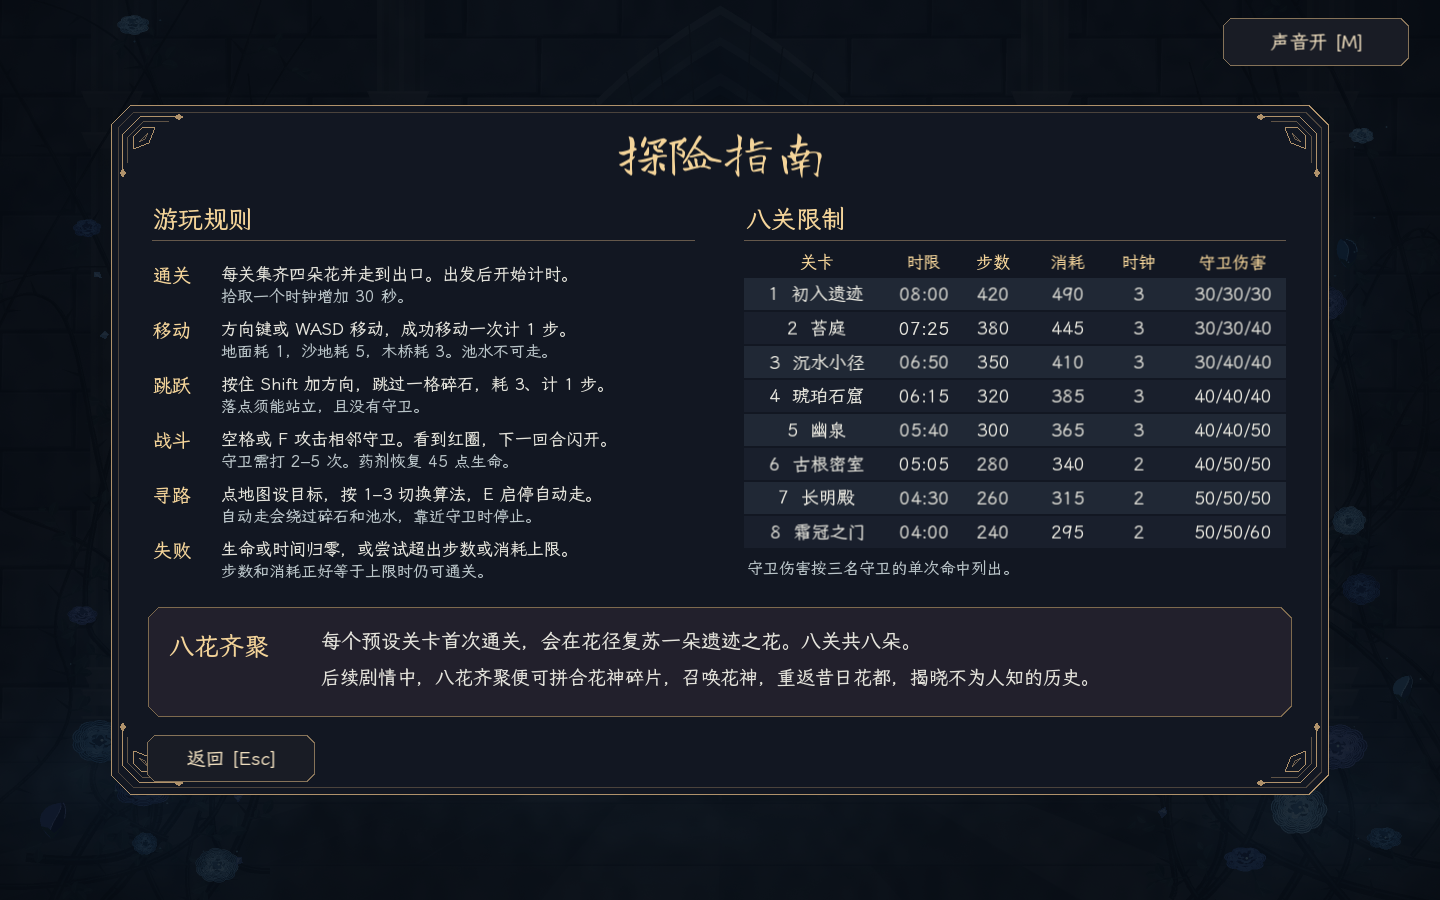 声音开 [M]
探险指南
游玩规则
通关
每关集齐四朵花并走到出口。出发后开始计时。
拾取一个时钟增加 30 秒。
移动
方向键或 WASD 移动，成功移动一次计 1 步。
地面耗 1，沙地耗 5，木桥耗 3。池水不可走。
跳跃
按住 Shift 加方向，跳过一格碎石，耗 3、计 1 步。
落点须能站立，且没有守卫。
战斗
空格或 F 攻击相邻守卫。看到红圈，下一回合闪开。
守卫需打 2–5 次。药剂恢复 45 点生命。
寻路
点地图设目标，按 1–3 切换算法，E 启停自动走。
自动走会绕过碎石和池水，靠近守卫时停止。
失败
生命或时间归零，或尝试超出步数或消耗上限。
步数和消耗正好等于上限时仍可通关。
八关限制
关卡 时限 步数 消耗 时钟 守卫伤害
1 初入遗迹 08:00 420 490 3 30/30/30
2 苔庭 07:25 380 445 3 30/30/40
3 沉水小径 06:50 350 410 3 30/40/40
4 琥珀石窟 06:15 320 385 3 40/40/40
5 幽泉 05:40 300 365 3 40/40/50
6 古根密室 05:05 280 340 2 40/50/50
7 长明殿 04:30 260 315 2 50/50/50
8 霜冠之门 04:00 240 295 2 50/50/60
守卫伤害按三名守卫的单次命中列出。
八花齐聚
每个预设关卡首次通关，会在花径复苏一朵遗迹之花。八关共八朵。
后续剧情中，八花齐聚便可拼合花神碎片，召唤花神，重返昔日花都，揭晓不为人知的历史。
返回 [Esc]